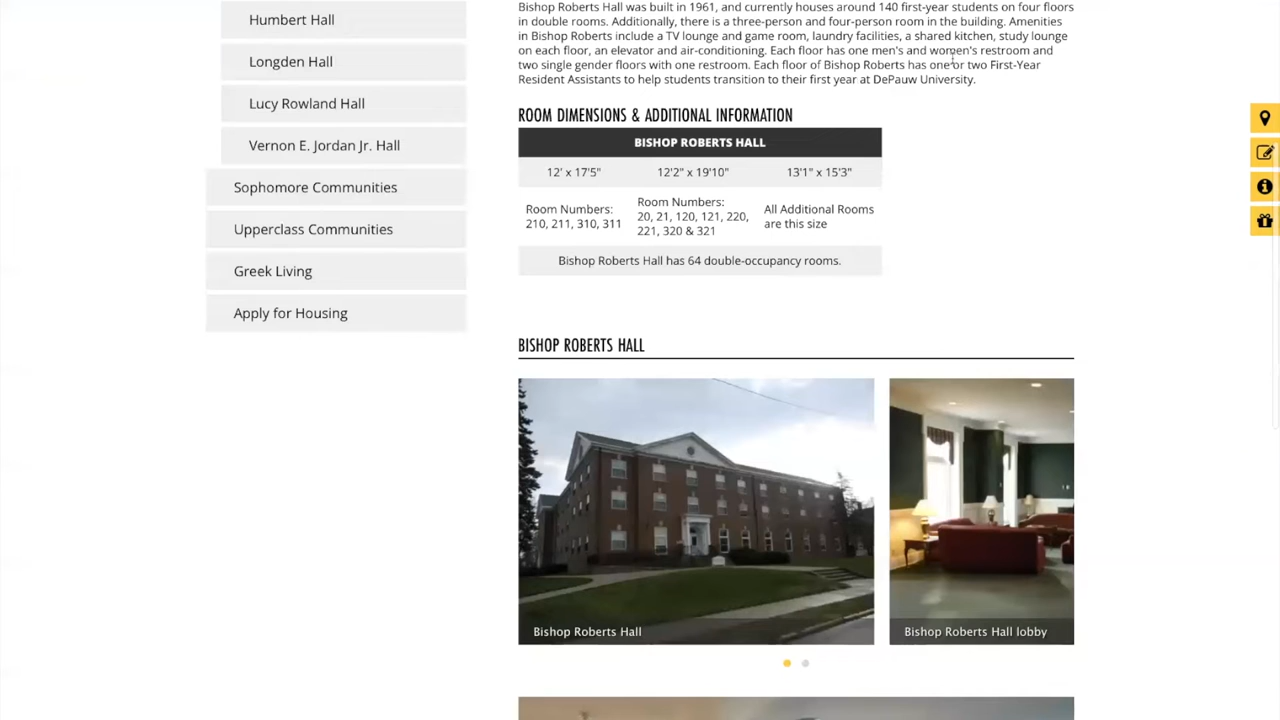 Humbert Hall
Longden Hall
Lucy Rowland Hall
Vernon E. Jordan Jr. Hall
Sophomore Communities
Upperclass Communities
Greek Living
Apply for Housing
Bishop Roberts Hall was built in 1961, and currently houses around 140 first-year students on four floors
in double rooms. Additionally, there is a three-person and four-person room in the building. Amenities
in Bishop Roberts include a TV lounge and game room, laundry facilities, a shared kitchen, study lounge
on each floor, an elevator and air-conditioning. Each floor has one men's and women's restroom and
two single gender floors with one restroom. Each floor of Bishop Roberts has one or two First-Year
Resident Assistants to help students transition to their first year at DePauw University.
ROOM DIMENSIONS & ADDITIONAL INFORMATION
BISHOP ROBERTS HALL
12' x 17'5" 12'2" x 19'10" 13'1" x 15'3"
Room Numbers:
210, 211, 310, 311
Room Numbers:
20, 21, 120, 121, 220,
221, 320 & 321
All Additional Rooms
are this size
Bishop Roberts Hall has 64 double-occupancy rooms.
BISHOP ROBERTS HALL
Bishop Roberts Hall
Bishop Roberts Hall lobby